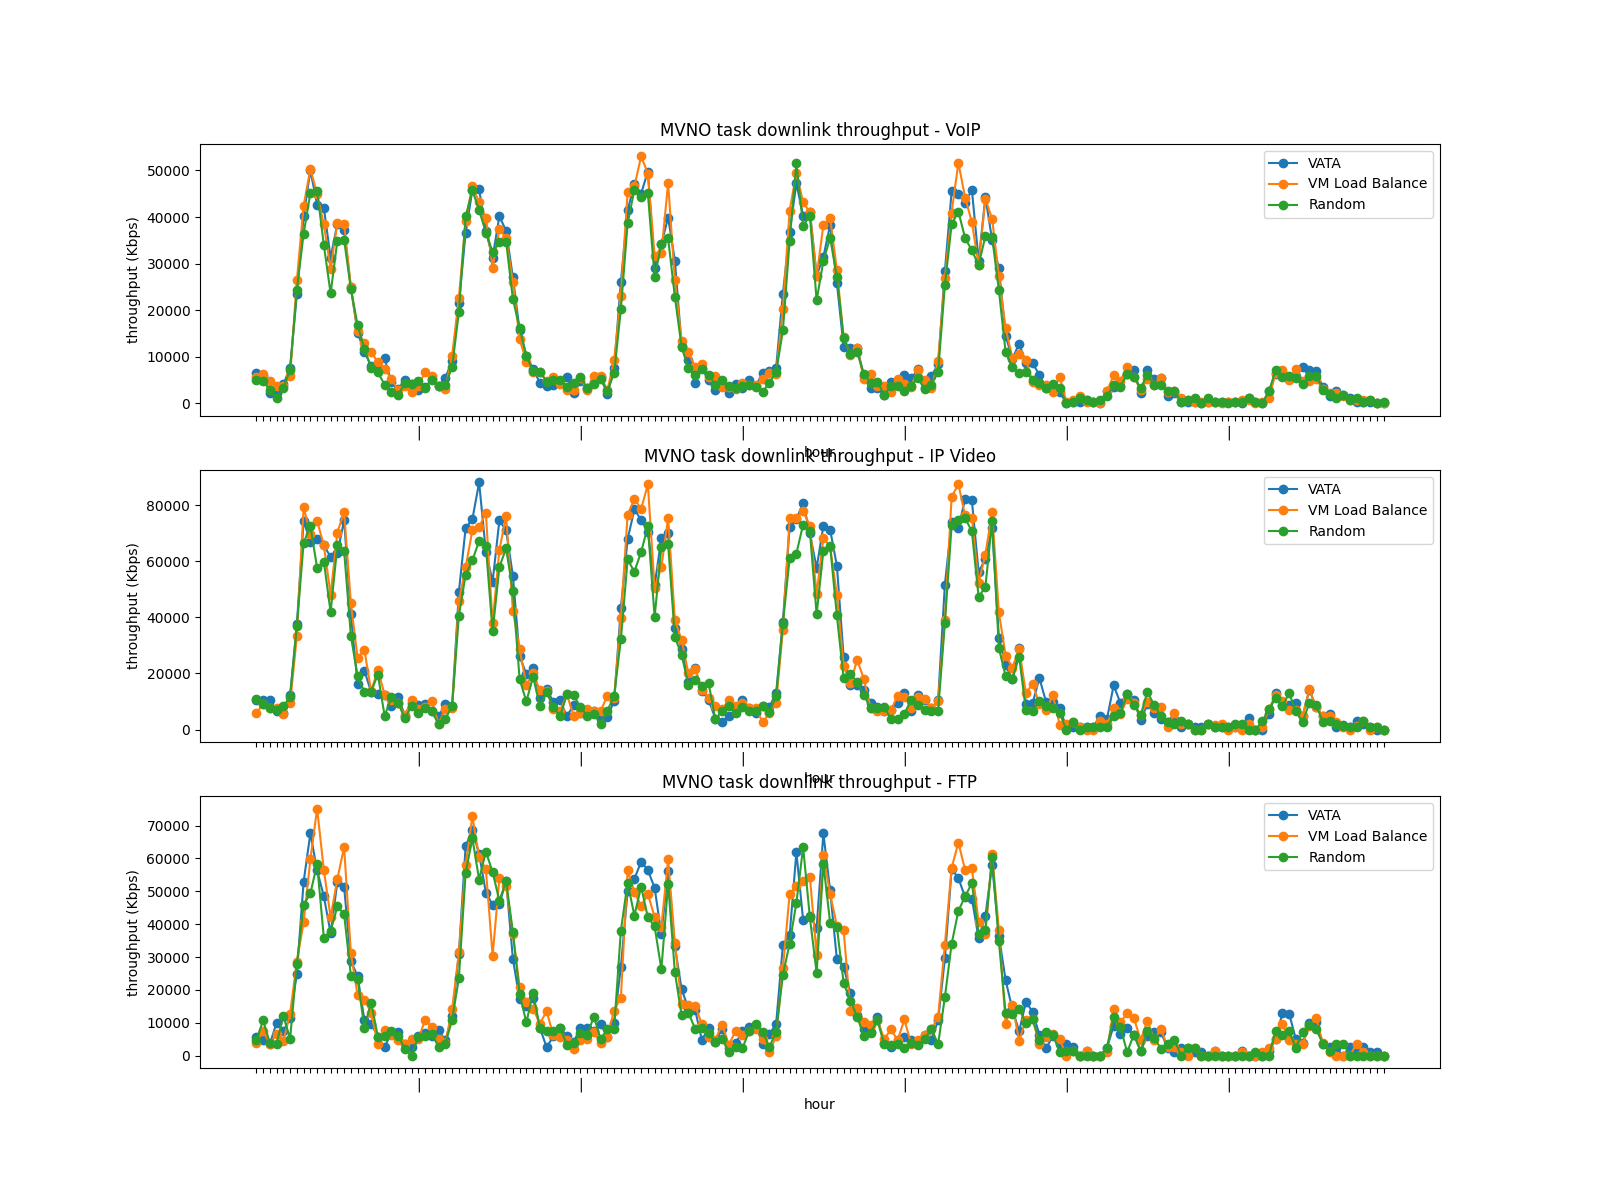 MVNO task downlink throughput - VoIP
throughput (Kbps)
50000
40000
30000
20000
10000
0
VATA
VM Load Balance
Random
hour
MVNO task downlink throughput - IP Video
throughput (Kbps)
80000
60000
40000
20000
0
VATA
VM Load Balance
Random
hour
MVNO task downlink throughput - FTP
throughput (Kbps)
70000
60000
50000
40000
30000
20000
10000
0
VATA
VM Load Balance
Random
hour